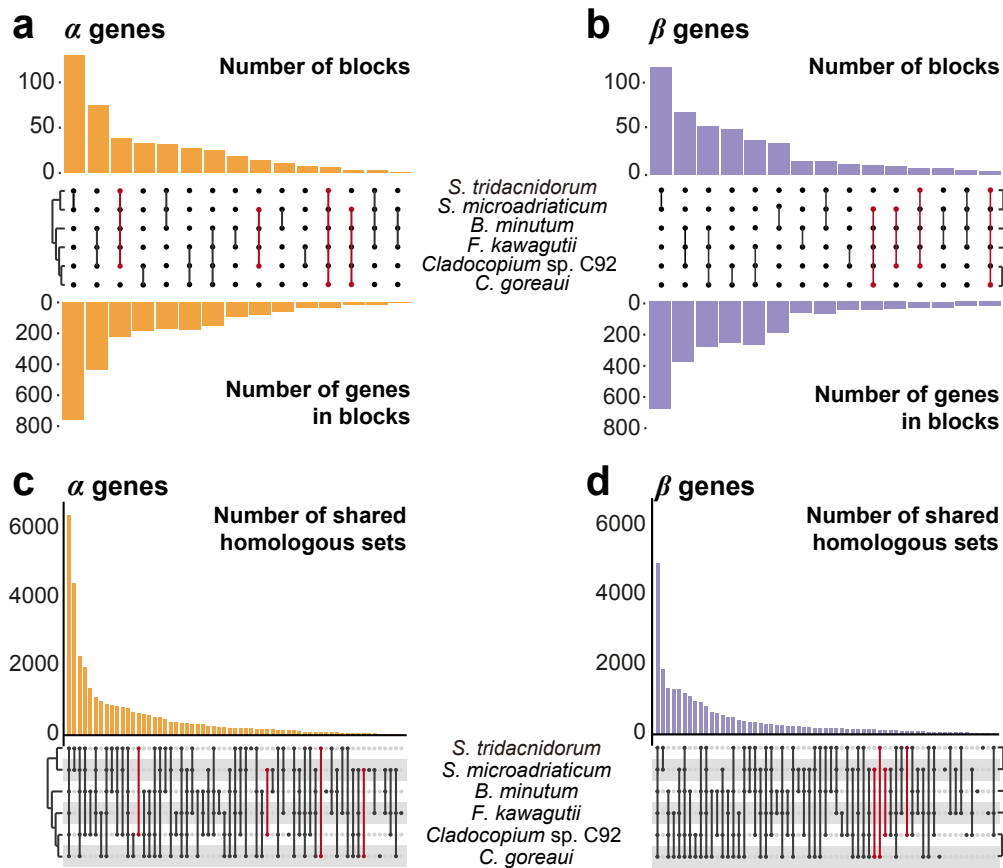 a α genes
Number of blocks
100
50
0
b β genes
Number of blocks
100
50
0
S. tridacnidorum
S. microadriaticum
B. minutum
F. kawagutii
Cladocopium sp. C92
C. goreaui
0
200
400
600
800
Number of genes
in blocks
0
200
400
600
800
Number of genes
in blocks
c α genes
Number of shared
homologous sets
6000
4000
2000
0
d β genes
Number of shared
homologous sets
6000
4000
2000
0
S. tridacnidorum
S. microadriaticum
B. minutum
F. kawagutii
Cladocopium sp. C92
C. goreaui